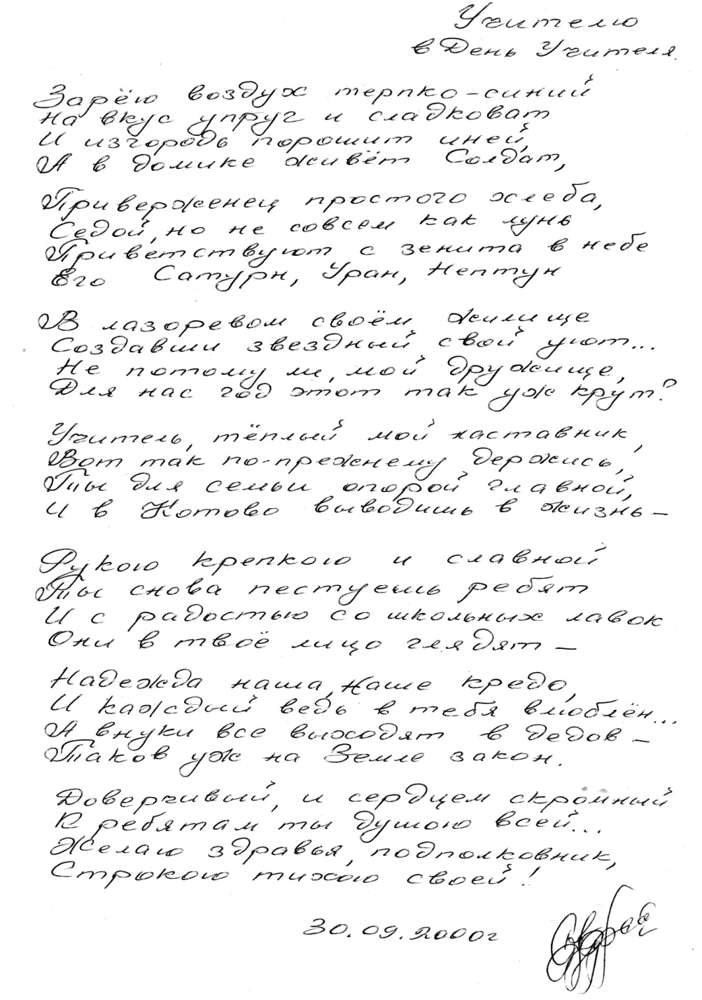 Учителю
в День Учителя.
Зарёю воздух терпко-синий
На вкус упруг и сладковат
И изгородь порошит иней,
А в домике живёт Солдат,
Приверженец простого хлеба,
Седой, но не совсем как лунь
Приветствуют с зенита в небе
Его Сатурн, Уран, Нептун
В лазоревом своём жилище
Создавши звездный свой уют...
Не потому ли, мой дружище,
Для нас год этот так уж крут?
Учитель, тёплый мой наставник,
Вот так по-прежнему держись,
Ты для семьи опорой главной,
И в Котово выводишь в жизнь –
Рукою крепкою и славной
Ты снова пестуешь ребят
И с радостью со школьных лавок
Они в твоё лицо глядят –
Надежда наша, наше кредо,
И каждый ведь в тебя влюблён...
А внуки все выходят в дедов –
Таков уж на Земле закон.
Доверчивый, и сердцем скромный
К ребятам ты душою всей...
Желаю здравья, подполковник,
Строкою тихою своей!
30.09.2000г